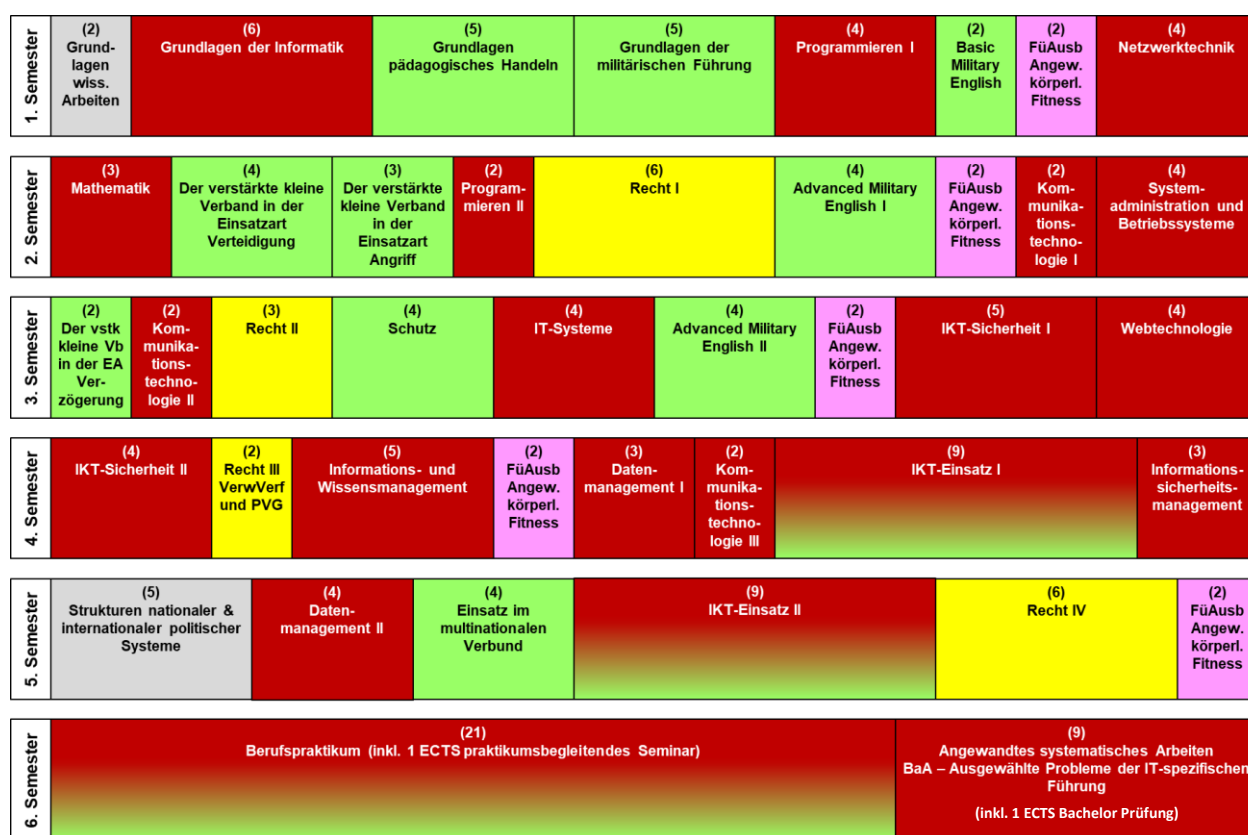 1. Semester
(2)
Grund-
lagen
wiss.
Arbeiten
(6)
Grundlagen der Informatik
(5)
Grundlagen
pädagogisches Handeln
(5)
Grundlagen der
militärischen Führung
(4)
Programmieren I
(2)
Basic
Military
English
(2)
FüAusb
Angew.
körperl.
Fitness
(4)
Netzwerktechnik
2. Semester
(3)
Mathematik
(4)
Der verstärkte kleine
Verband in der
Einsatzart
Verteidigung
(3)
Der verstärkte
kleine Verband
in der
Einsatzart
Angriff
(2)
Program-
mieren II
(6)
Recht I
(4)
Advanced Military
English I
(2)
FüAusb
Angew.
körperl.
Fitness
(2)
Kom-
munika-
tions-
techno-
logie I
(4)
System-
administration und
Betriebssysteme
3. Semester
(2)
Der vstk
kleine Vb
in der EA
Ver-
zögerung
(2)
Kom-
munika-
tions-
techno-
logie II
(3)
Recht II
(4)
Schutz
(4)
IT-Systeme
(4)
Advanced Military
English II
(2)
FüAusb
Angew.
körperl.
Fitness
(5)
IKT-Sicherheit I
(4)
Webtechnologie
4. Semester
(4)
IKT-Sicherheit II
(2)
Recht III
VerwVerf
und PVG
(5)
Informations- und
Wissensmanagement
(2)
FüAusb
Angew.
körperl.
Fitness
(3)
Daten-
management I
(2)
Kom-
munika-
tions-
techno-
logie III
(9)
IKT-Einsatz I
(3)
Informations-
sicherheits-
management
5. Semester
(5)
Strukturen nationaler &
internationaler politischer
Systeme
(4)
Daten-
management II
(4)
Einsatz im
multinationalen
Verbund
(9)
IKT-Einsatz II
(6)
Recht IV
(2)
FüAusb
Angew.
körperl.
Fitness
6. Semester
(21)
Berufspraktikum (inkl. 1 ECTS praktikumsbegleitendes Seminar)
(9)
Angewandtes systematisches Arbeiten
BaA – Ausgewählte Probleme der IT-spezifischen
Führung
(inkl. 1 ECTS Bachelor Prüfung)